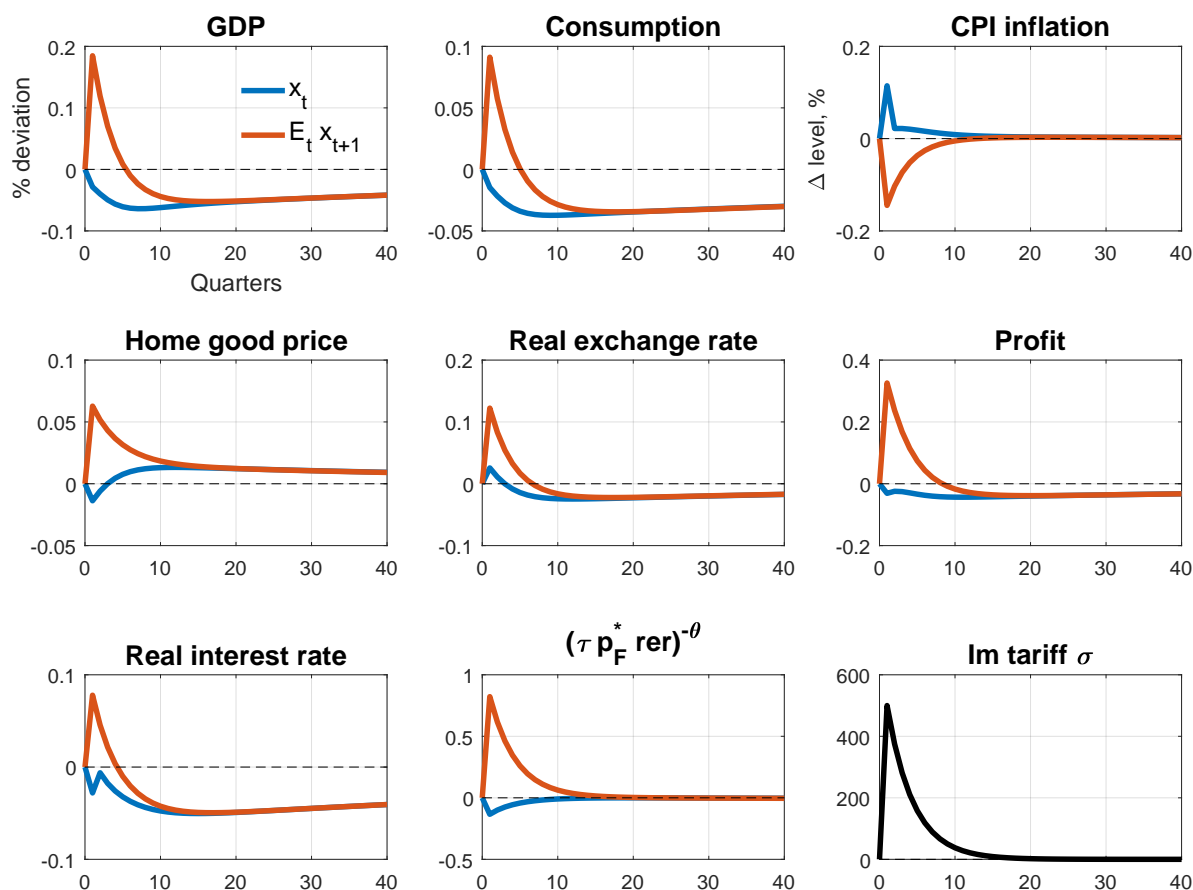 GDP
Consumption
CPI inflation
0.2
0.1
0
-0.1
% deviation
x_t
E_t x_{t+1}
0 10 20 30 40
Quarters
0.1
0.05
0
-0.05
0 10 20 30 40
0.2
0
-0.2
Δ level, %
0 10 20 30 40
Home good price
Real exchange rate
Profit
0.1
0.05
0
-0.05
0 10 20 30 40
0.2
0.1
0
-0.1
0 10 20 30 40
0.4
0.2
0
-0.2
0 10 20 30 40
Real interest rate
(τ p_F^* rer)^{-θ}
Im tariff σ
0.1
0
-0.1
0 10 20 30 40
1
0.5
0
-0.5
0 10 20 30 40
600
400
200
0
0 10 20 30 40